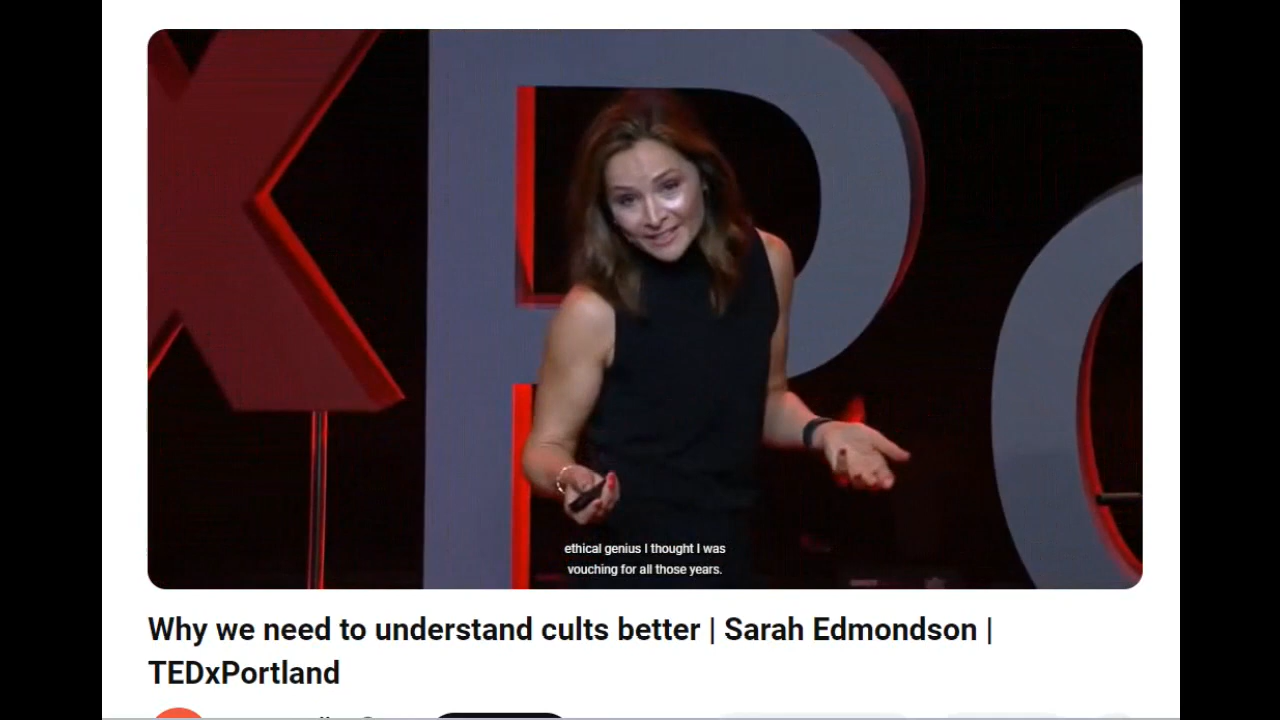 x Po
ethical genius I thought I was
vouching for all those years.
Why we need to understand cults better | Sarah Edmondson |
TEDxPortland